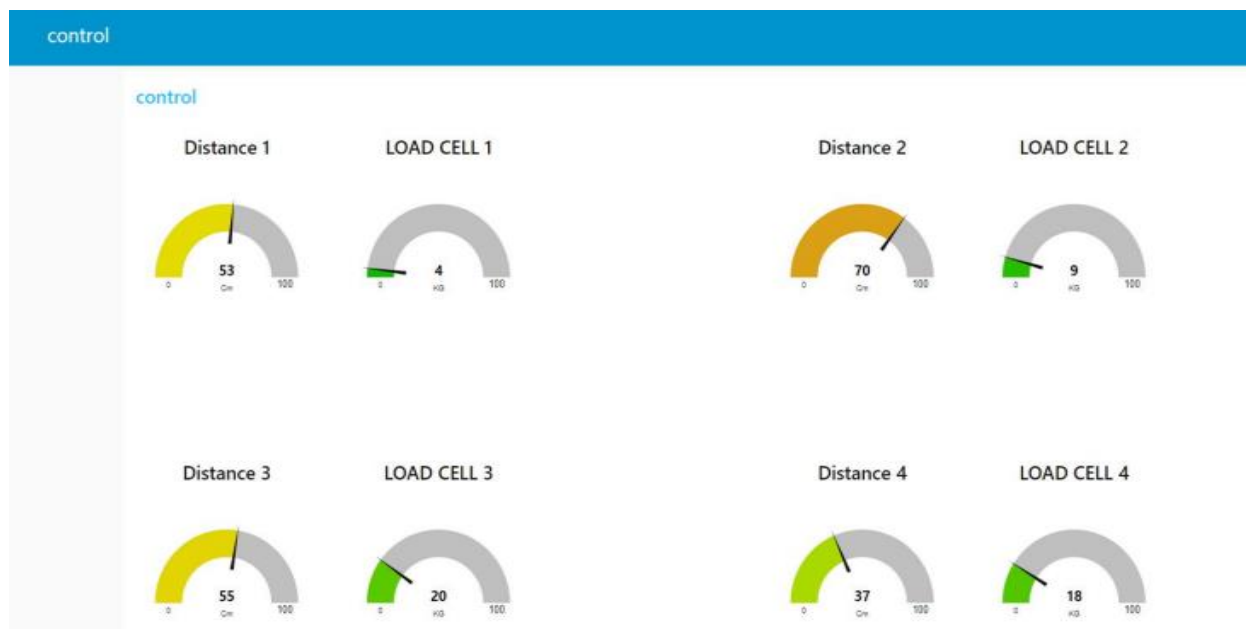 control
control
Distance 1
LOAD CELL 1
Distance 2
LOAD CELL 2
53
Cm
0
100
4
KG
0
100
70
Cm
0
100
9
KG
0
100
Distance 3
LOAD CELL 3
Distance 4
LOAD CELL 4
55
Cm
0
100
20
KG
0
100
37
Cm
0
100
18
KG
0
100